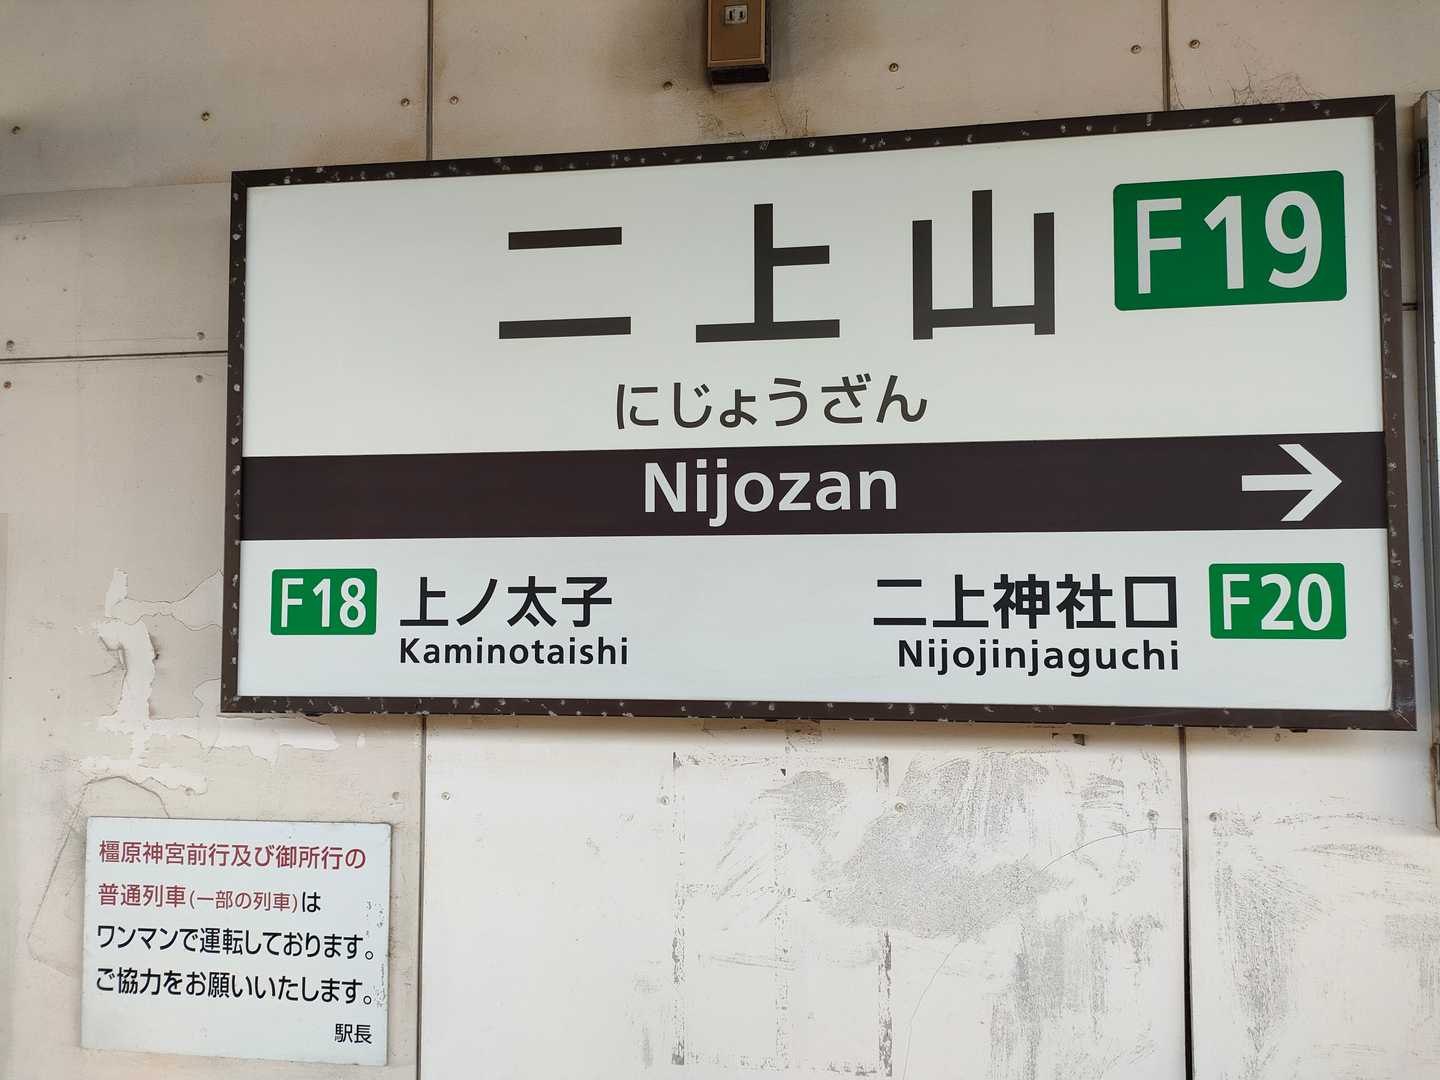 二上山 F19
にじょうざん
Nijozan →
F18 上ノ太子
Kaminotaishi
二上神社口 F20
Nijojinjaguchi
橿原神宮前行及び御所行の
普通列車(一部の列車)は
ワンマンで運転しております。
ご協力をお願いいたします。
駅長